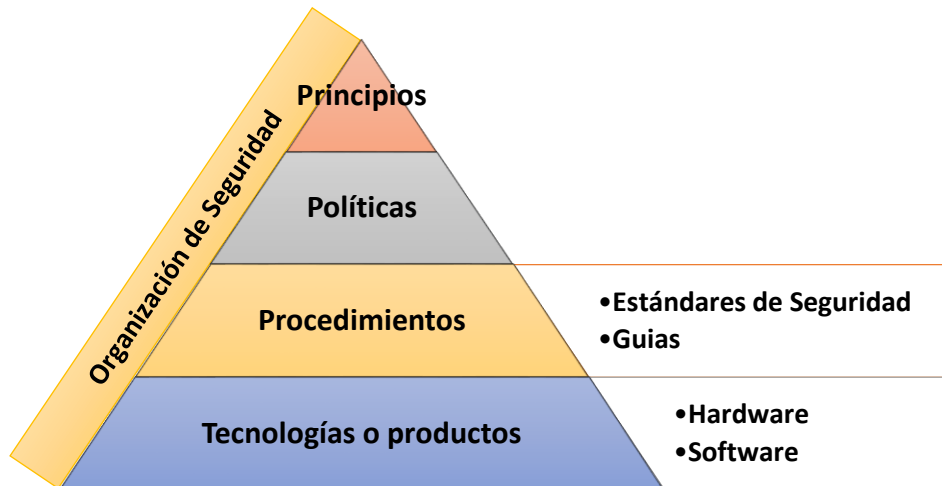 Organización de Seguridad
Principios
Políticas
Procedimientos
•Estándares de Seguridad
•Guias
Tecnologías o productos
•Hardware
•Software